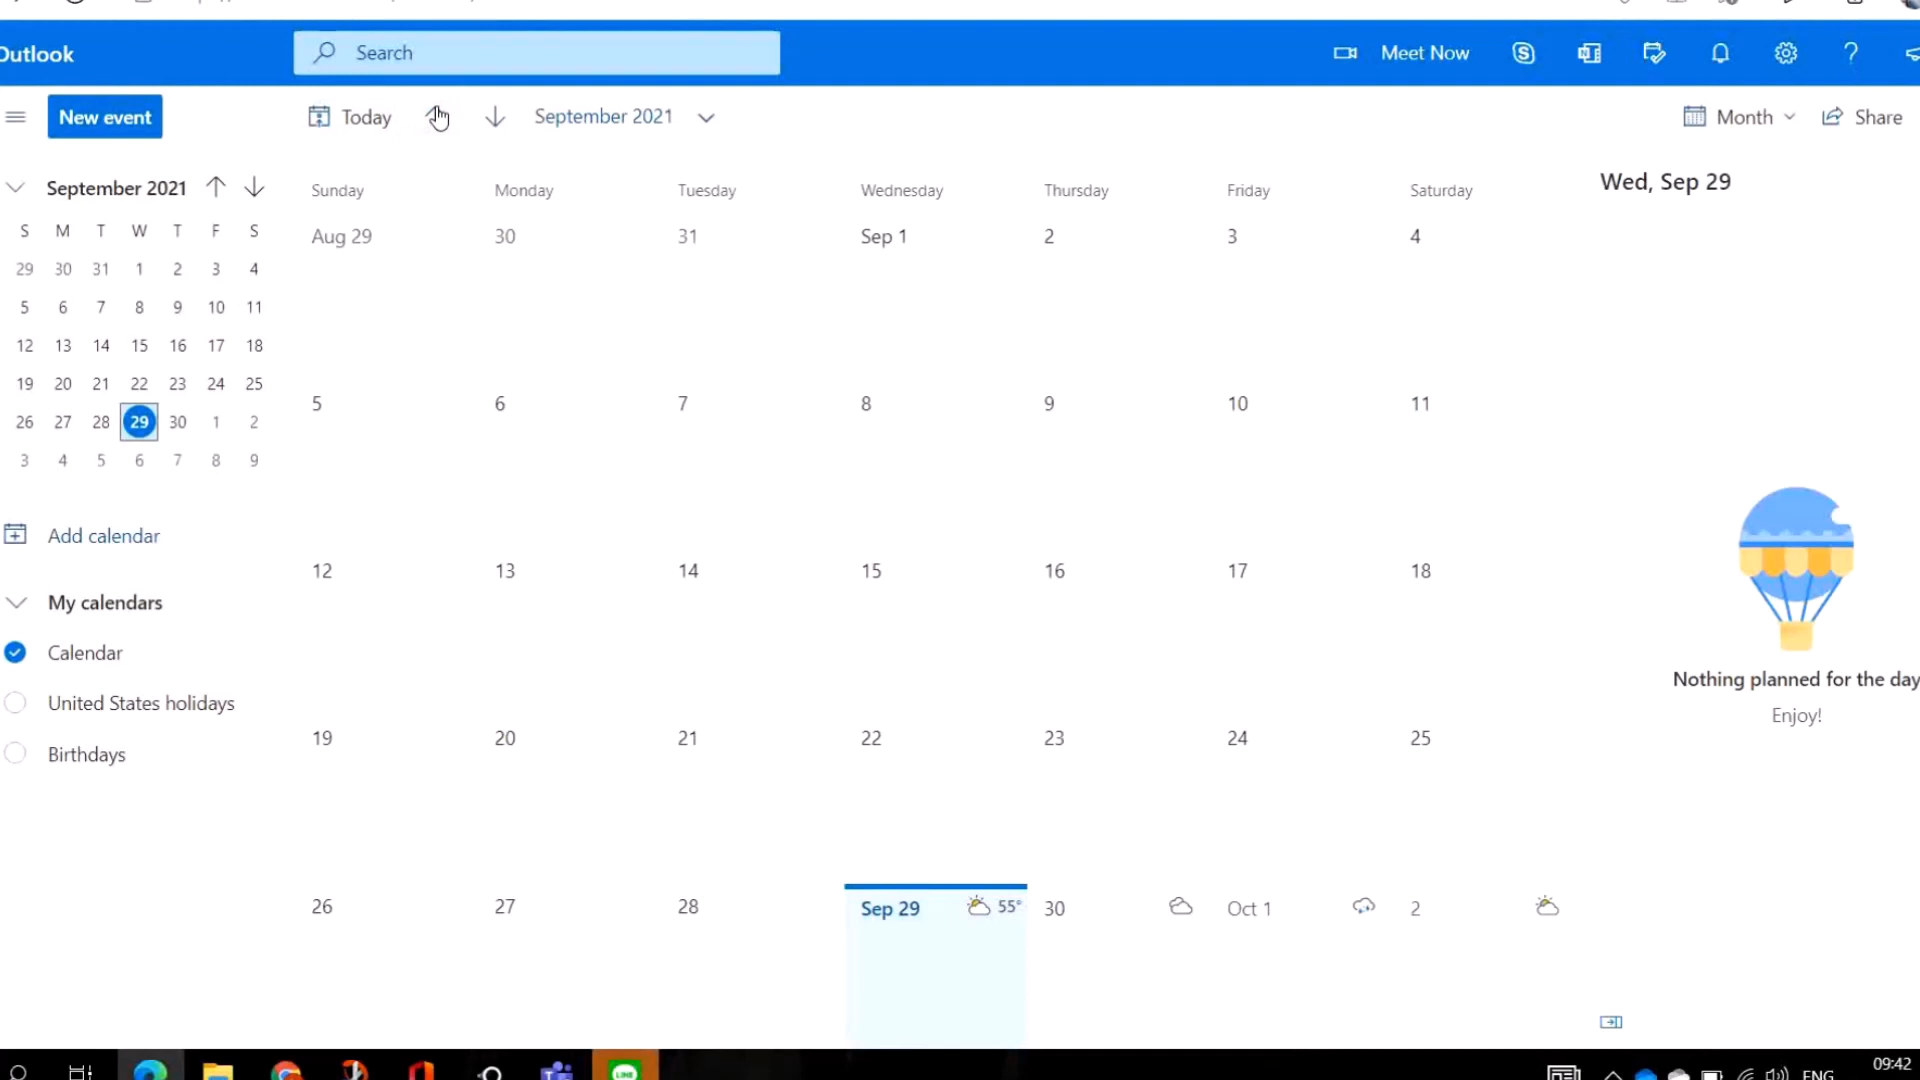 Outlook
Search
Meet Now
New event
Today
September 2021
Month
Share
September 2021
S M T W T F S
29 30 31 1 2 3 4
5 6 7 8 9 10 11
12 13 14 15 16 17 18
19 20 21 22 23 24 25
26 27 28 29 30 1 2
3 4 5 6 7 8 9
Add calendar
My calendars
Calendar
United States holidays
Birthdays
Sunday Monday Tuesday Wednesday Thursday Friday Saturday
Aug 29 30 31 Sep 1 2 3 4
5 6 7 8 9 10 11
12 13 14 15 16 17 18
19 20 21 22 23 24 25
26 27 28 Sep 29 55° 30 Oct 1 2
Wed, Sep 29
Nothing planned for the day
Enjoy!
LINE
ENG
09:42